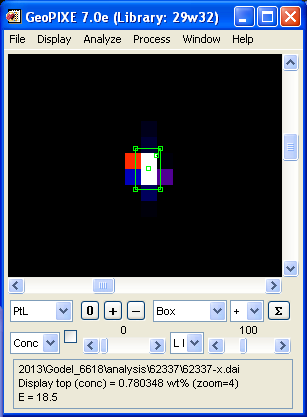 GeoPIXE 7.0e (Library: 29w32)
File Display Analyze Process Window Help
PtL 0 + − Box + Σ
0 100
Conc L I
2013\Godel_6618\analysis\62337\62337-x.dai
Display top (conc) = 0.780348 wt% (zoom=4)
E = 18.5